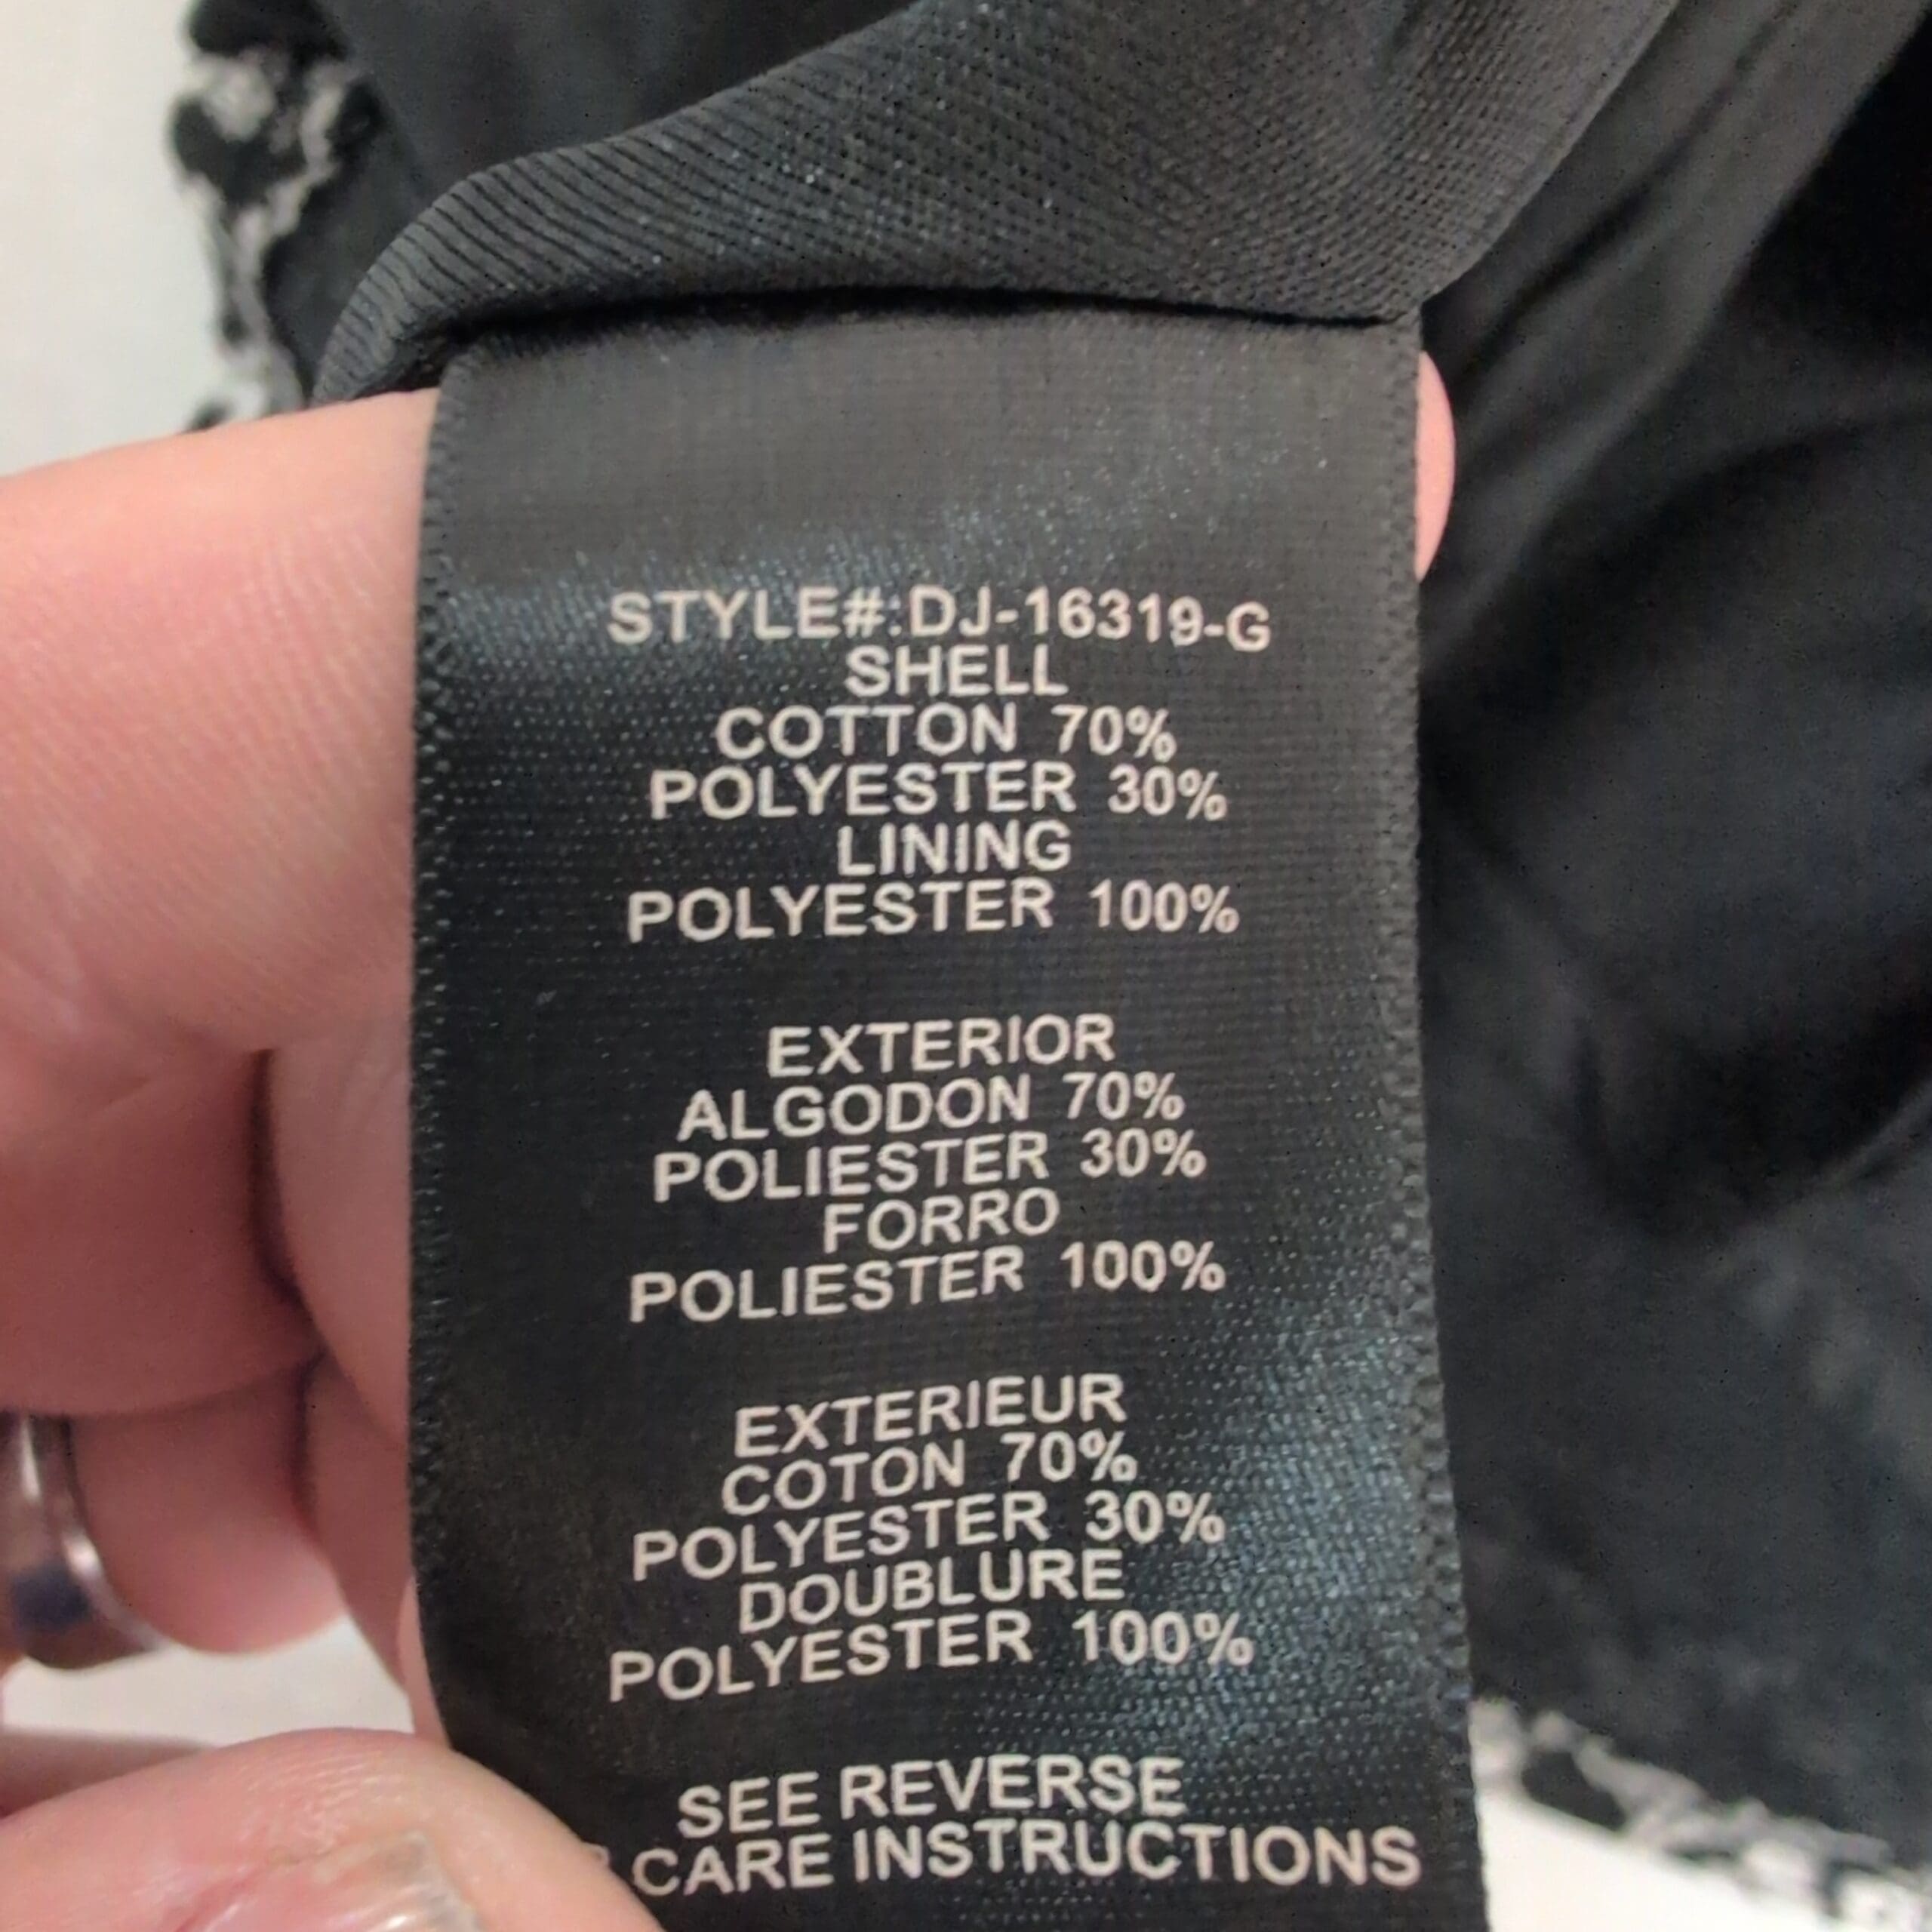 STYLE#:DJ-16319-G
SHELL
COTTON 70%
POLYESTER 30%
LINING
POLYESTER 100%
EXTERIOR
ALGODON 70%
POLIESTER 30%
FORRO
POLIESTER 100%
EXTERIEUR
COTON 70%
POLYESTER 30%
DOUBLURE
POLYESTER 100%
SEE REVERSE
CARE INSTRUCTIONS